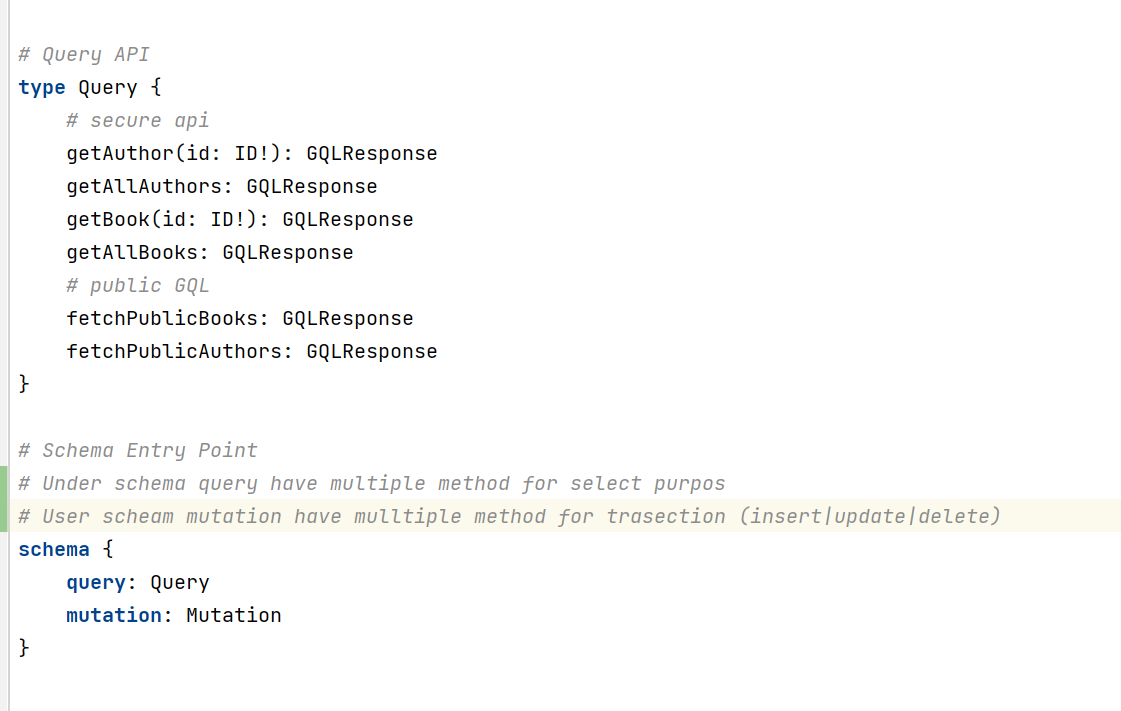 # Query API
type Query {
    # secure api
    getAuthor(id: ID!): GQLResponse
    getAllAuthors: GQLResponse
    getBook(id: ID!): GQLResponse
    getAllBooks: GQLResponse
    # public GQL
    fetchPublicBooks: GQLResponse
    fetchPublicAuthors: GQLResponse
}
# Schema Entry Point
# Under schema query have multiple method for select purpos
# User scheam mutation have mulltiple method for trasection (insert|update|delete)
schema {
    query: Query
    mutation: Mutation
}